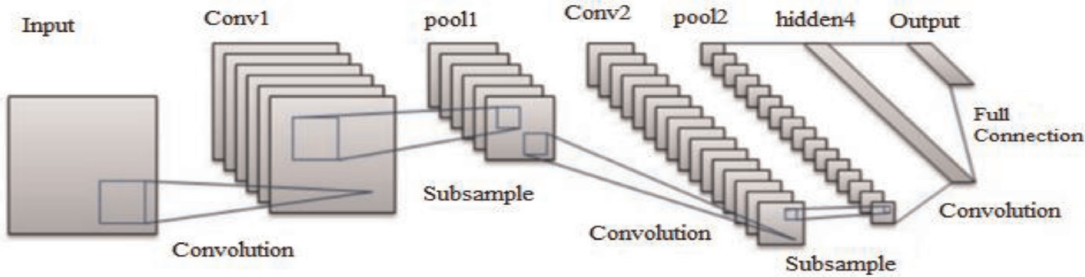 Input
Conv1
pool1
Conv2
pool2
hidden4
Output
Full
Connection
Subsample
Convolution
Convolution
Convolution
Subsample